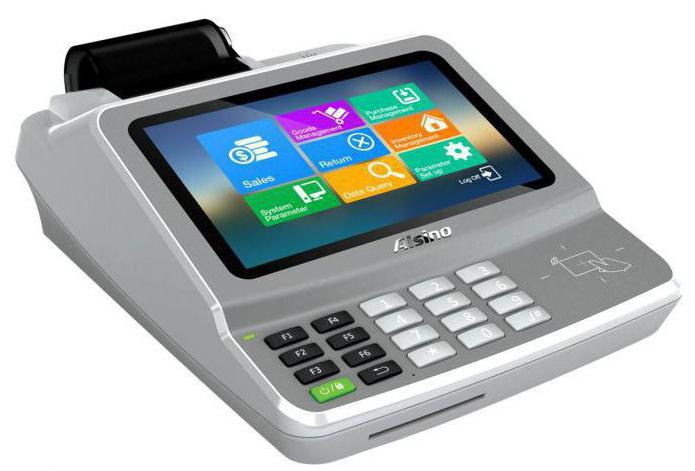 Goods
Management
Purchase
Management
Sales
Return
Inventory
Management
System
Parameter
Data Query
Parameter
Set up
Log Off
Aisino
F1
F4
1
2
3
F2
F5
4
5
6
F3
F6
7
8
9
*
0
./#